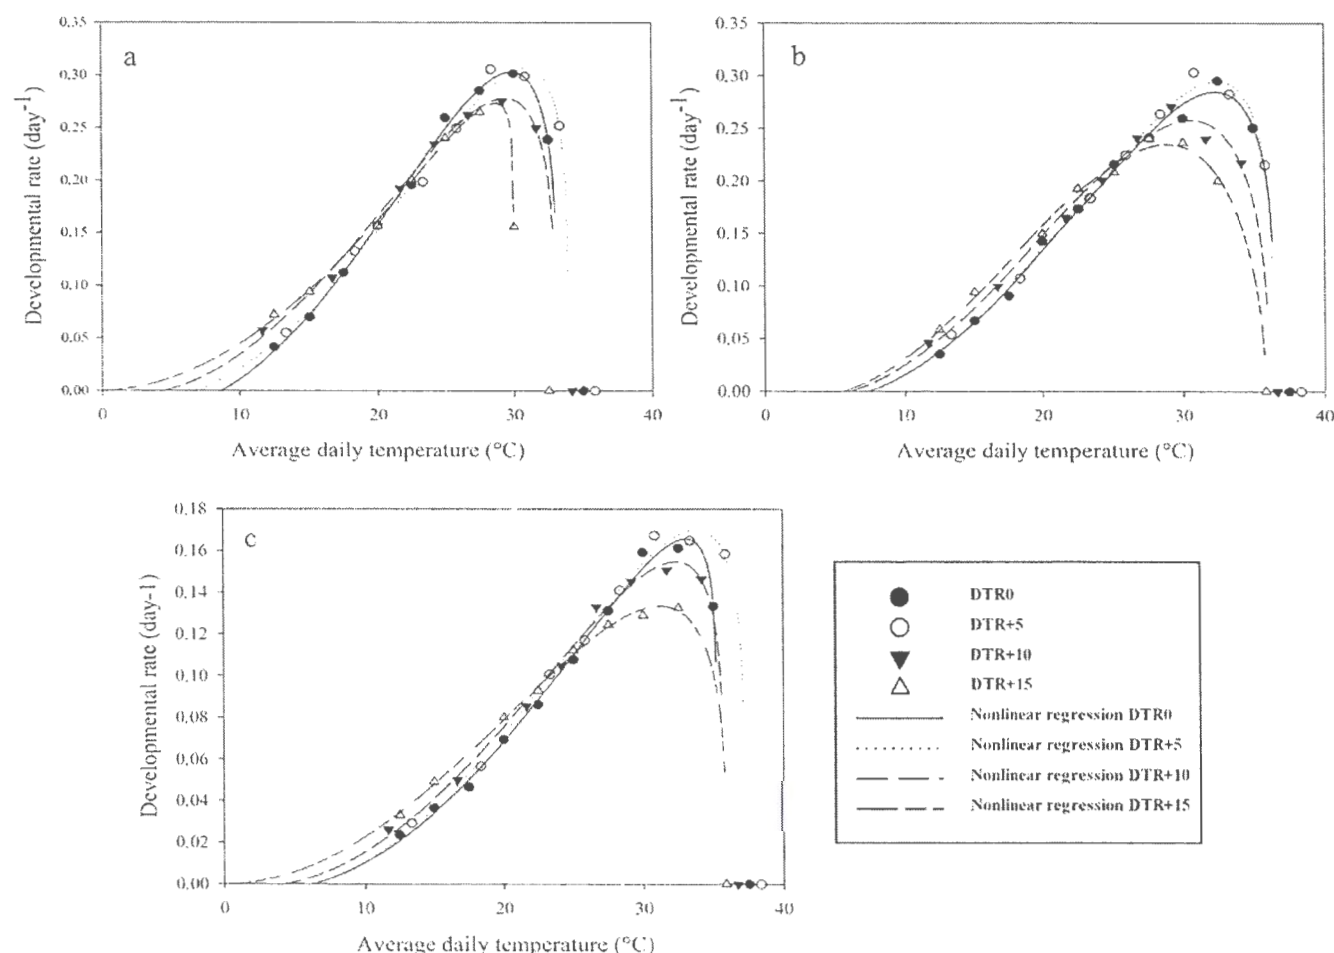 a
0.35
0.30
0.25
0.20
0.15
0.10
0.05
0.00
0
10
20
30
40
Developmental rate (day⁻¹)
Average daily temperature (°C)
b
0.35
0.30
0.25
0.20
0.15
0.10
0.05
0.00
0
10
20
30
40
Developmental rate (day⁻¹)
Average daily temperature (°C)
c
0.18
0.16
0.14
0.12
0.10
0.08
0.06
0.04
0.02
0.00
0
10
20
30
40
Developmental rate (day-1)
Average daily temperature (°C)
DTR0
DTR+5
DTR+10
DTR+15
Nonlinear regression DTR0
Nonlinear regression DTR+5
Nonlinear regression DTR+10
Nonlinear regression DTR+15